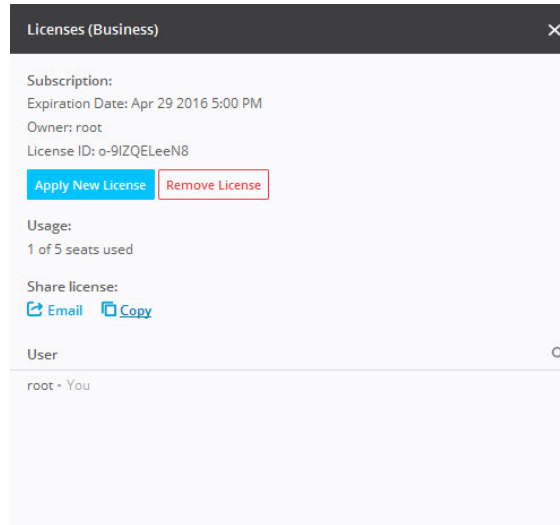 Licenses (Business)
Subscription:
Expiration Date: Apr 29 2016 5:00 PM
Owner: root
License ID: o-9IZQELeeN8
Apply New License Remove License
Usage:
1 of 5 seats used
Share license:
Email Copy
User
root - You